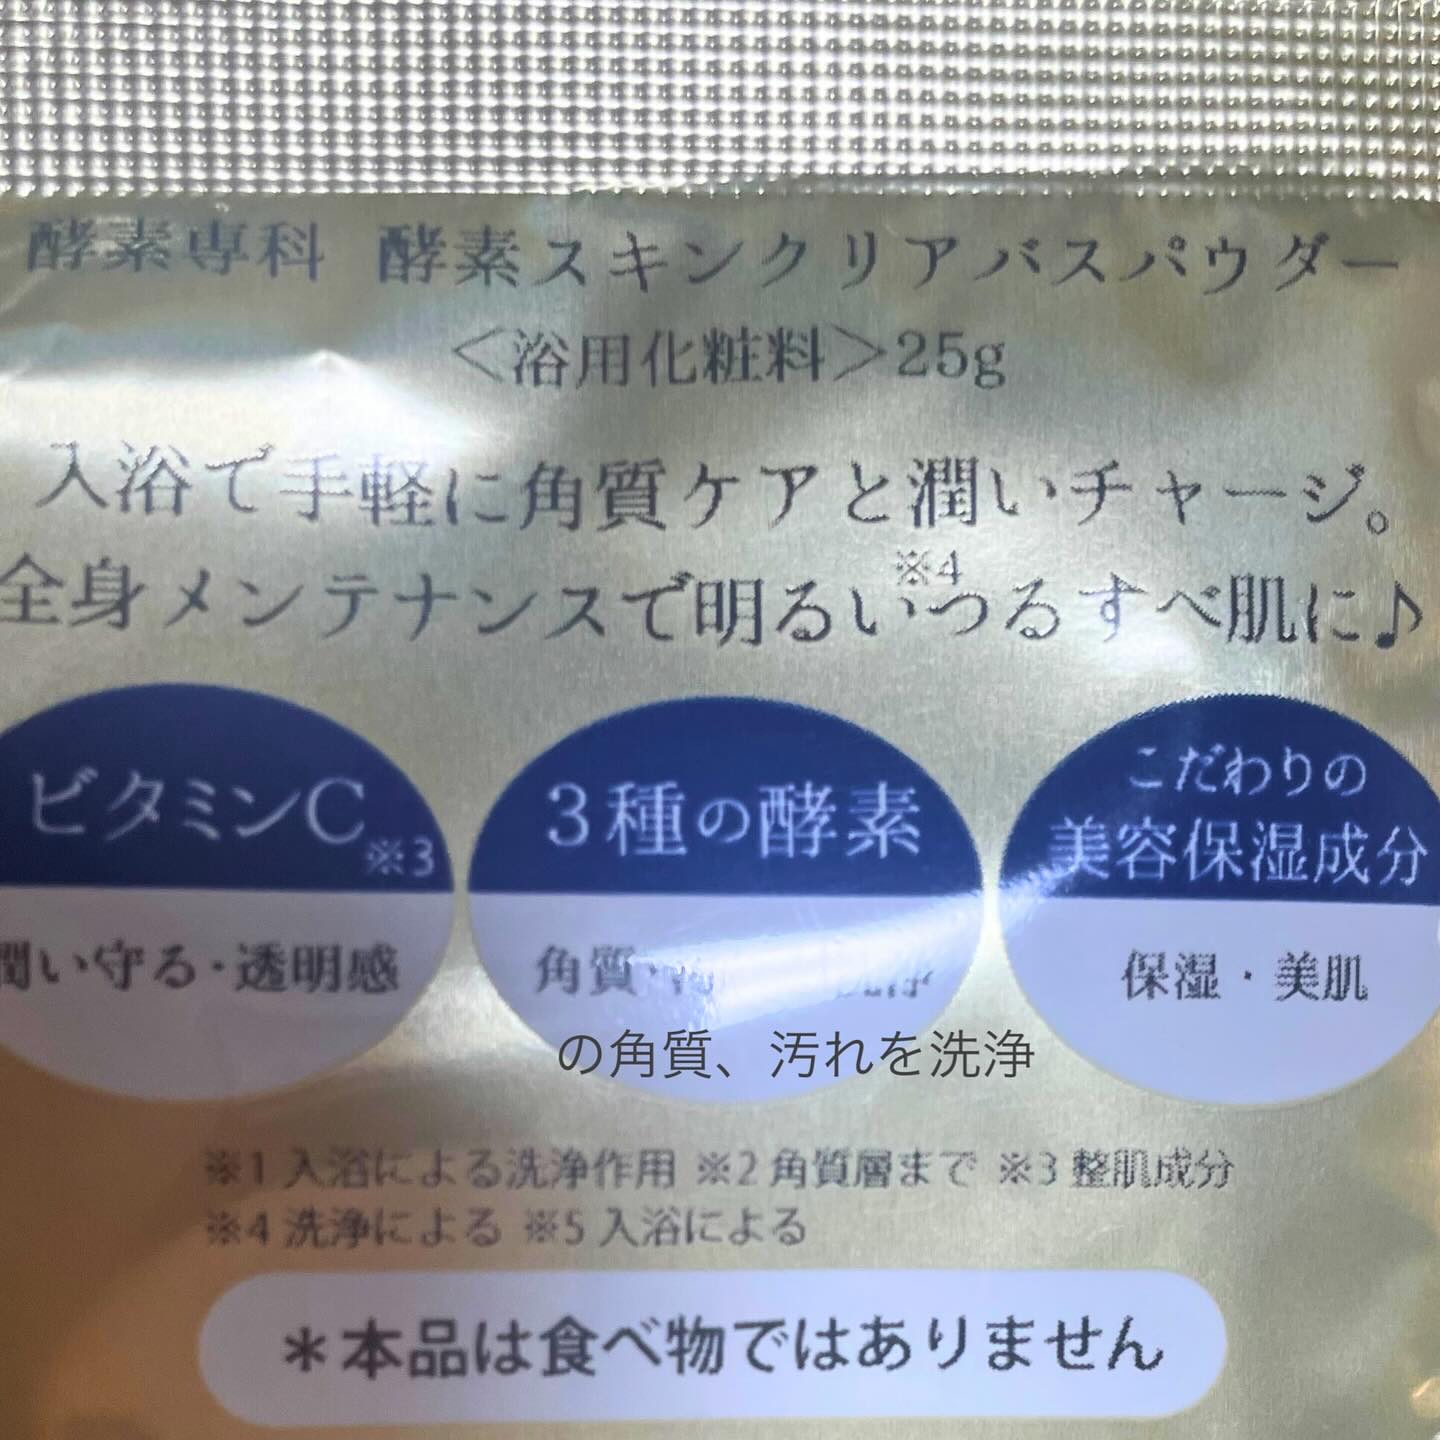 酵素専科 酵素スキンクリアバスパウダー
＜浴用化粧料＞25g
入浴で手軽に角質ケアと潤いチャージ。
※4
全身メンテナンスで明るいつるすべ肌に♪
ビタミンC※3
潤い守る・透明感
3種の酵素
角質・
の角質、汚れを洗浄
こだわりの
美容保湿成分
保湿・美肌
※1 入浴による洗浄作用 ※2 角質層まで ※3 整肌成分
※4 洗浄による ※5 入浴による
＊本品は食べ物ではありません